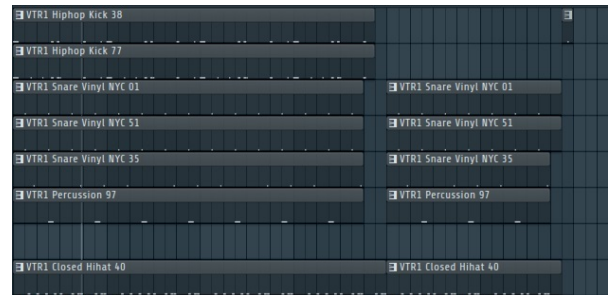 VTR1 Hiphop Kick 38
VTR1 Hiphop Kick 77
VTR1 Snare Vinyl NYC 01
VTR1 Snare Vinyl NYC 01
VTR1 Snare Vinyl NYC 51
VTR1 Snare Vinyl NYC 51
VTR1 Snare Vinyl NYC 35
VTR1 Snare Vinyl NYC 35
VTR1 Percussion 97
VTR1 Percussion 97
VTR1 Closed Hihat 40
VTR1 Closed Hihat 40